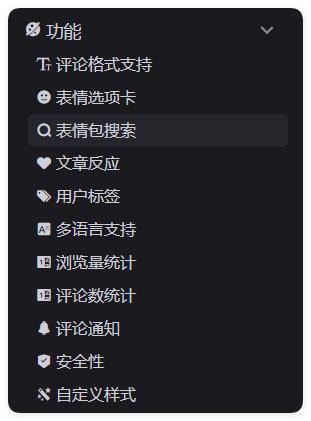 功能
评论格式支持
表情选项卡
表情包搜索
文章反应
用户标签
多语言支持
浏览量统计
评论数统计
评论通知
安全性
自定义样式